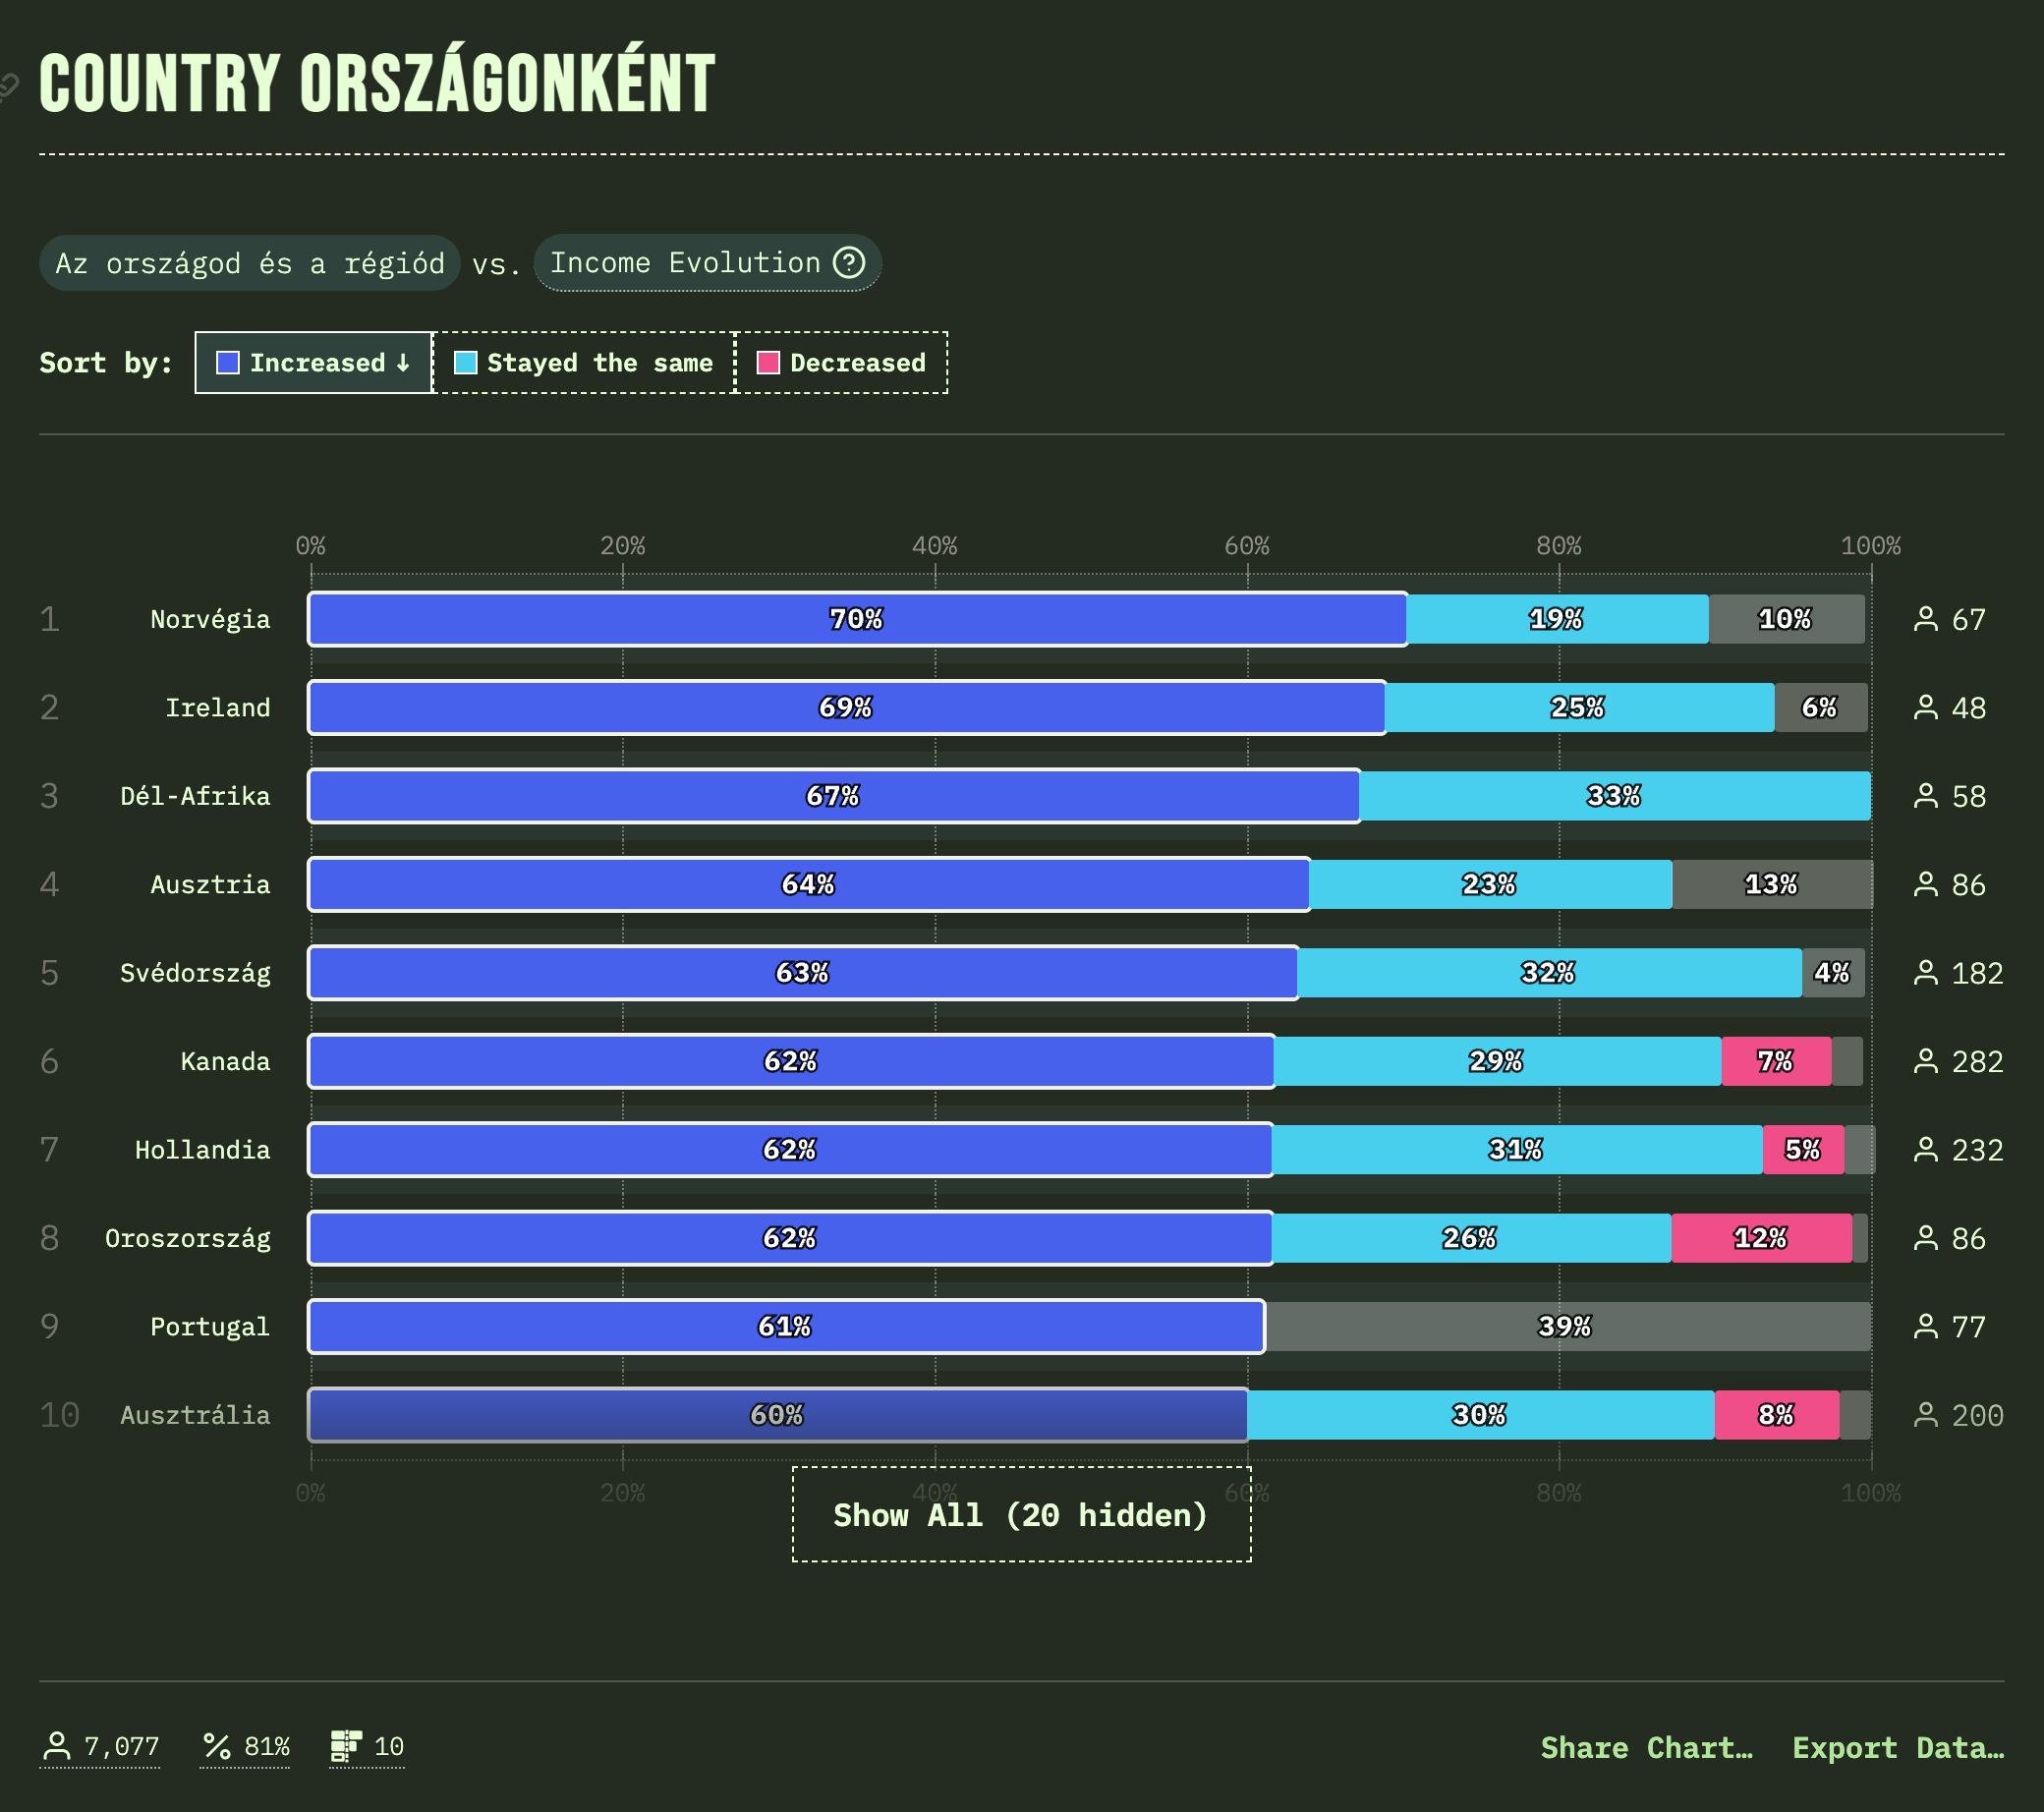 COUNTRY ORSZÁGONKÉNT
Az országod és a régiód vs. Income Evolution ?
Sort by: Increased ↓ Stayed the same Decreased
0% 20% 40% 60% 80% 100%
1 Norvégia 70% 19% 10% 67
2 Ireland 69% 25% 6% 48
3 Dél-Afrika 67% 33% 58
4 Ausztria 64% 23% 13% 86
5 Svédország 63% 32% 4% 182
6 Kanada 62% 29% 7% 282
7 Hollandia 62% 31% 5% 232
8 Oroszország 62% 26% 12% 86
9 Portugal 61% 39% 77
10 Ausztrália 60% 30% 8% 200
0% 20% 40% 60% 80% 100%
Show All (20 hidden)
7,077 % 81% 10 Share Chart… Export Data…